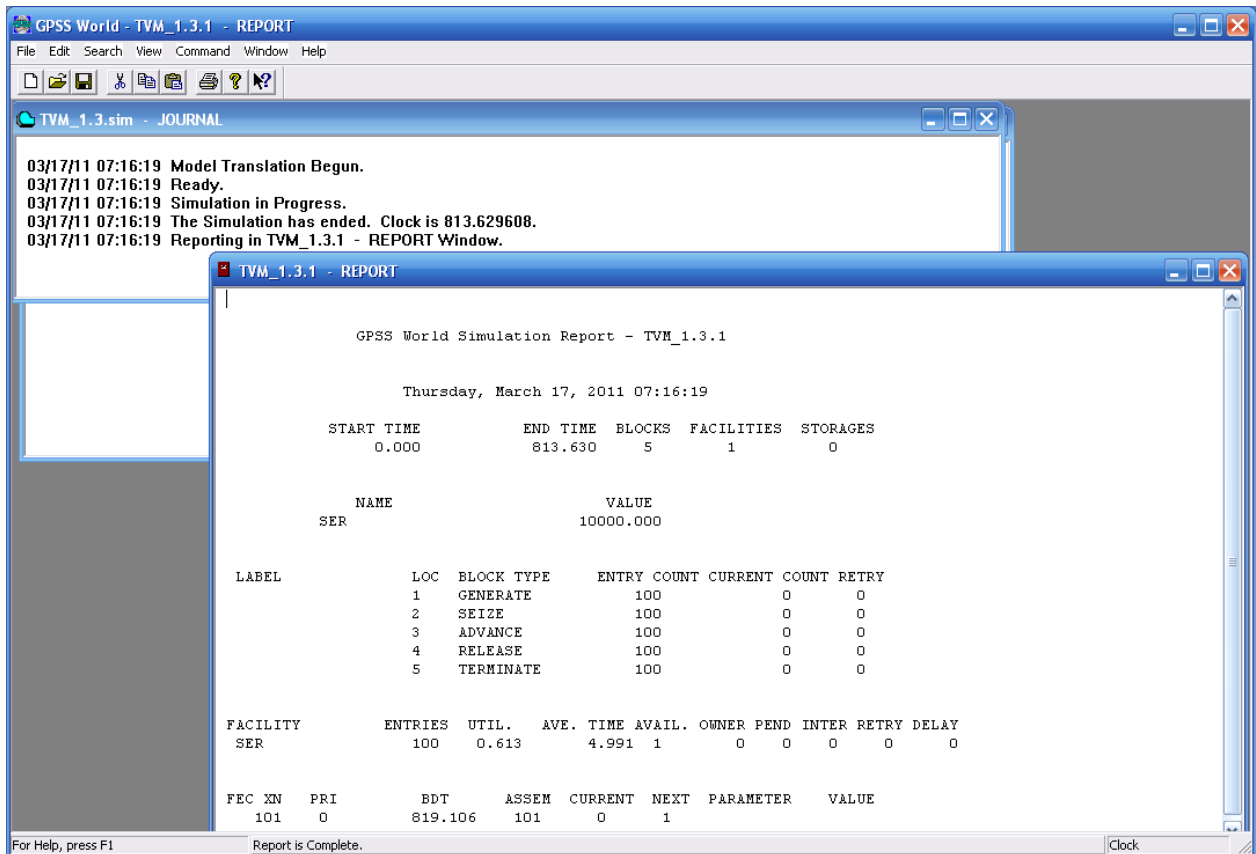 GPSS World - TVM_1.3.1 - REPORT
File Edit Search View Command Window Help
TVM_1.3.sim - JOURNAL
03/17/11 07:16:19 Model Translation Begun.
03/17/11 07:16:19 Ready.
03/17/11 07:16:19 Simulation in Progress.
03/17/11 07:16:19 The Simulation has ended. Clock is 813.629608.
03/17/11 07:16:19 Reporting in TVM_1.3.1 - REPORT Window.
TVM_1.3.1 - REPORT
GPSS World Simulation Report - TVM_1.3.1
Thursday, March 17, 2011 07:16:19
START TIME END TIME BLOCKS FACILITIES STORAGES
0.000 813.630 5 1 0
NAME VALUE
SER 10000.000
LABEL LOC BLOCK TYPE ENTRY COUNT CURRENT COUNT RETRY
1 GENERATE 100 0 0
2 SEIZE 100 0 0
3 ADVANCE 100 0 0
4 RELEASE 100 0 0
5 TERMINATE 100 0 0
FACILITY ENTRIES UTIL. AVE. TIME AVAIL. OWNER PEND INTER RETRY DELAY
SER 100 0.613 4.991 1 0 0 0 0 0
FEC XN PRI BDT ASSEM CURRENT NEXT PARAMETER VALUE
101 0 819.106 101 0 1
For Help, press F1 Report is Complete. Clock